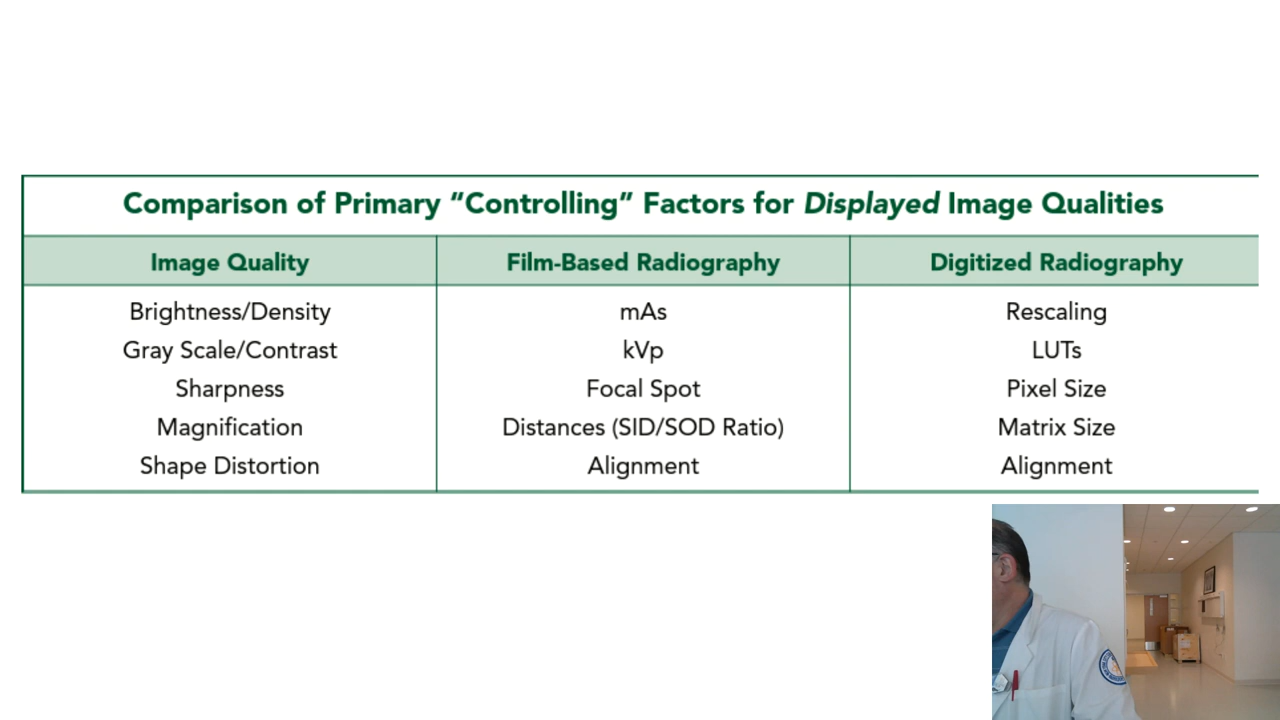 Comparison of Primary “Controlling” Factors for Displayed Image Qualities
Image Quality Film-Based Radiography Digitized Radiography
Brightness/Density mAs Rescaling
Gray Scale/Contrast kVp LUTs
Sharpness Focal Spot Pixel Size
Magnification Distances (SID/SOD Ratio) Matrix Size
Shape Distortion Alignment Alignment